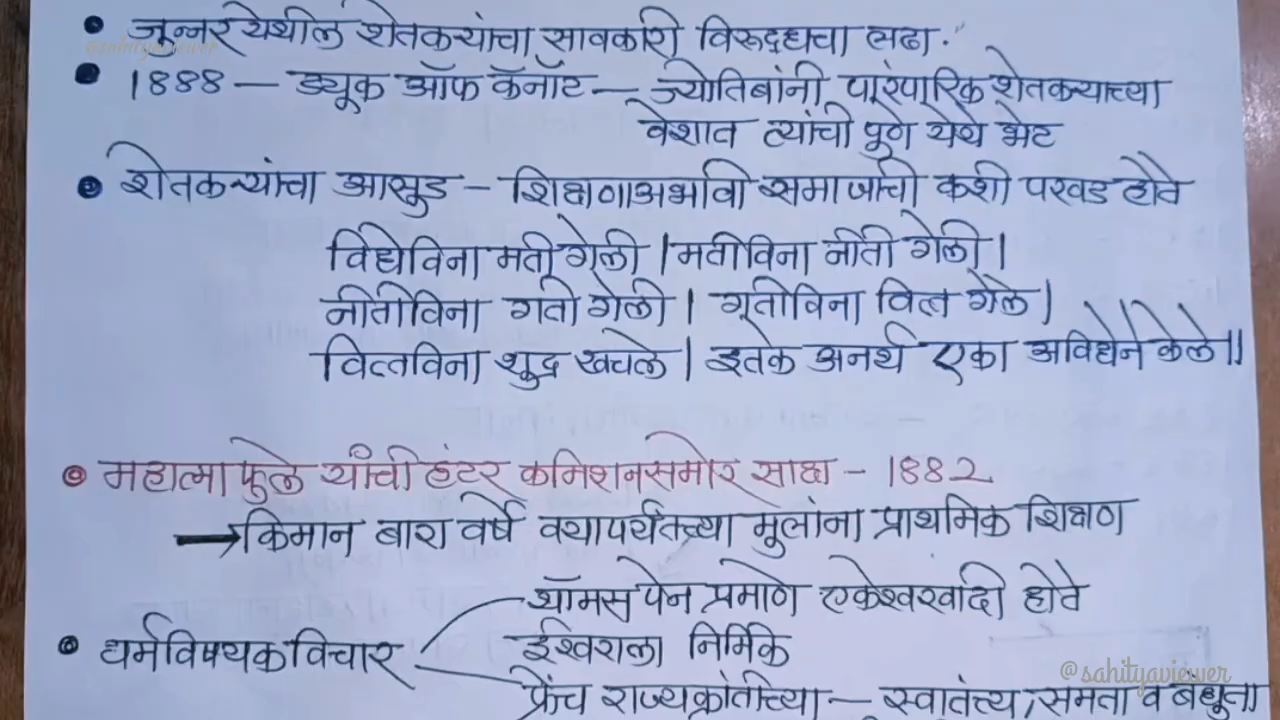 • जुन्नर येथील शेतकऱ्यांचा सावकारी विरूद्धचा लढा.
@sahityaviewer
• 1888 – ड्यूक ऑफ कॅनॉट – ज्योतिबांनी पारंपारिक शेतकऱ्याच्या
वेशात त्यांची पुणे येथे भेट
• शेतकऱ्यांचा आसुड – शिक्षणाअभावी समाजाची कशी परवड होते
विद्येविना मती गेली । मतीविना नीती गेली ।
नीतीविना गती गेली । गतीविना वित्त गेले ।
वित्तविना शुद्र खचले । इतके अनर्थ एका अविद्येने केले ॥
• महात्मा फुले यांची हंटर कमिशनसमोर साक्ष – 1882
→ किमान बारा वर्षे वयापर्यंतच्या मुलांना प्राथमिक शिक्षण
थॉमस पेन प्रमाणे एकेश्वरवादी होते
• धर्मविषयक विचार
ईश्वराला निर्मिक
@sahityaviewer
फ्रेंच राज्यक्रांतीच्या – स्वातंत्र्य, समता व बंधूता